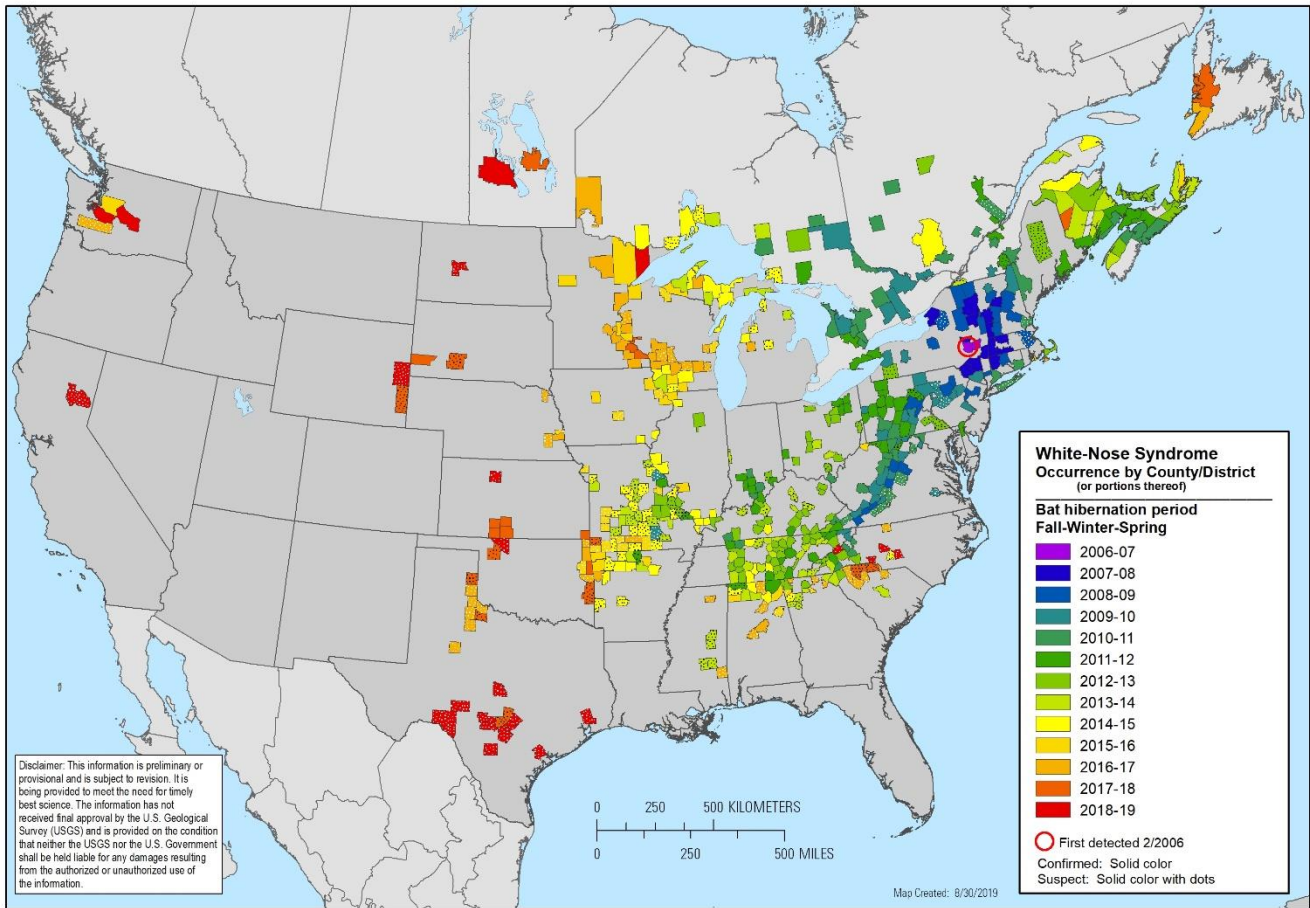 White-Nose Syndrome
Occurrence by County/District
(or portions thereof)
Bat hibernation period
Fall-Winter-Spring
2006-07
2007-08
2008-09
2009-10
2010-11
2011-12
2012-13
2013-14
2014-15
2015-16
2016-17
2017-18
2018-19
First detected 2/2006
Confirmed: Solid color
Suspect: Solid color with dots
Disclaimer: This information is preliminary or
provisional and is subject to revision. It is
being provided to meet the need for timely
best science. The information has not
received final approval by the U.S. Geological
Survey (USGS) and is provided on the condition
that neither the USGS nor the U.S. Government
shall be held liable for any damages resulting
from the authorized or unauthorized use of
the information.
0 250 500 KILOMETERS
0 250 500 MILES
Map Created: 8/30/2019